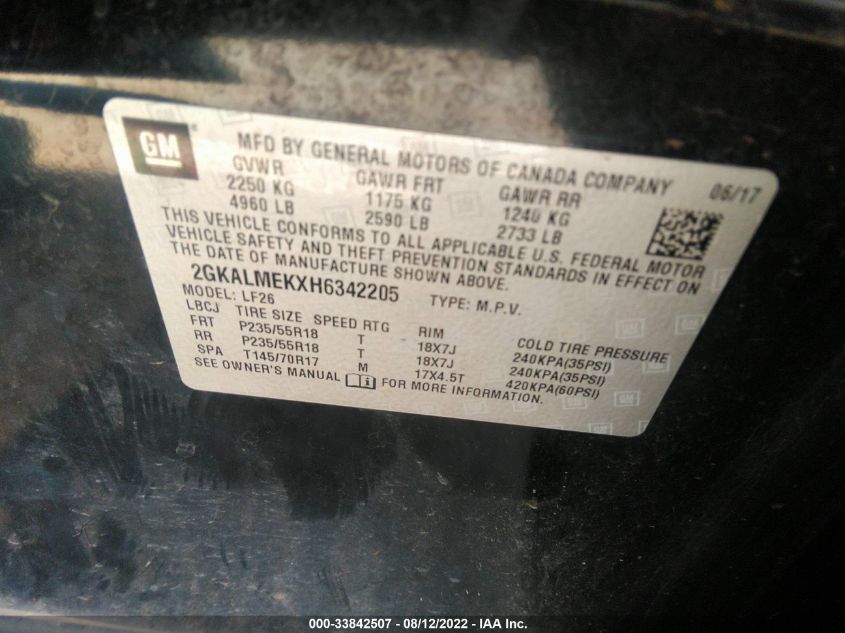 GM
MFD BY GENERAL MOTORS OF CANADA COMPANY 06/17
GVWR GAWR FRT GAWR RR
2250 KG 1175 KG 1240 KG
4960 LB 2590 LB 2733 LB
THIS VEHICLE CONFORMS TO ALL APPLICABLE U.S. FEDERAL MOTOR
VEHICLE SAFETY AND THEFT PREVENTION STANDARDS IN EFFECT ON
THE DATE OF MANUFACTURE SHOWN ABOVE.
2GKALMEKXH6342205 TYPE: M.P.V.
MODEL: LF26
LBCJ TIRE SIZE SPEED RTG RIM COLD TIRE PRESSURE
FRT P235/55R18 T 18X7J 240KPA(35PSI)
RR P235/55R18 T 18X7J 240KPA(35PSI)
SPA T145/70R17 M 17X4.5T 420KPA(60PSI)
SEE OWNER'S MANUAL FOR MORE INFORMATION.
000-33842507 - 08/12/2022 - IAA Inc.